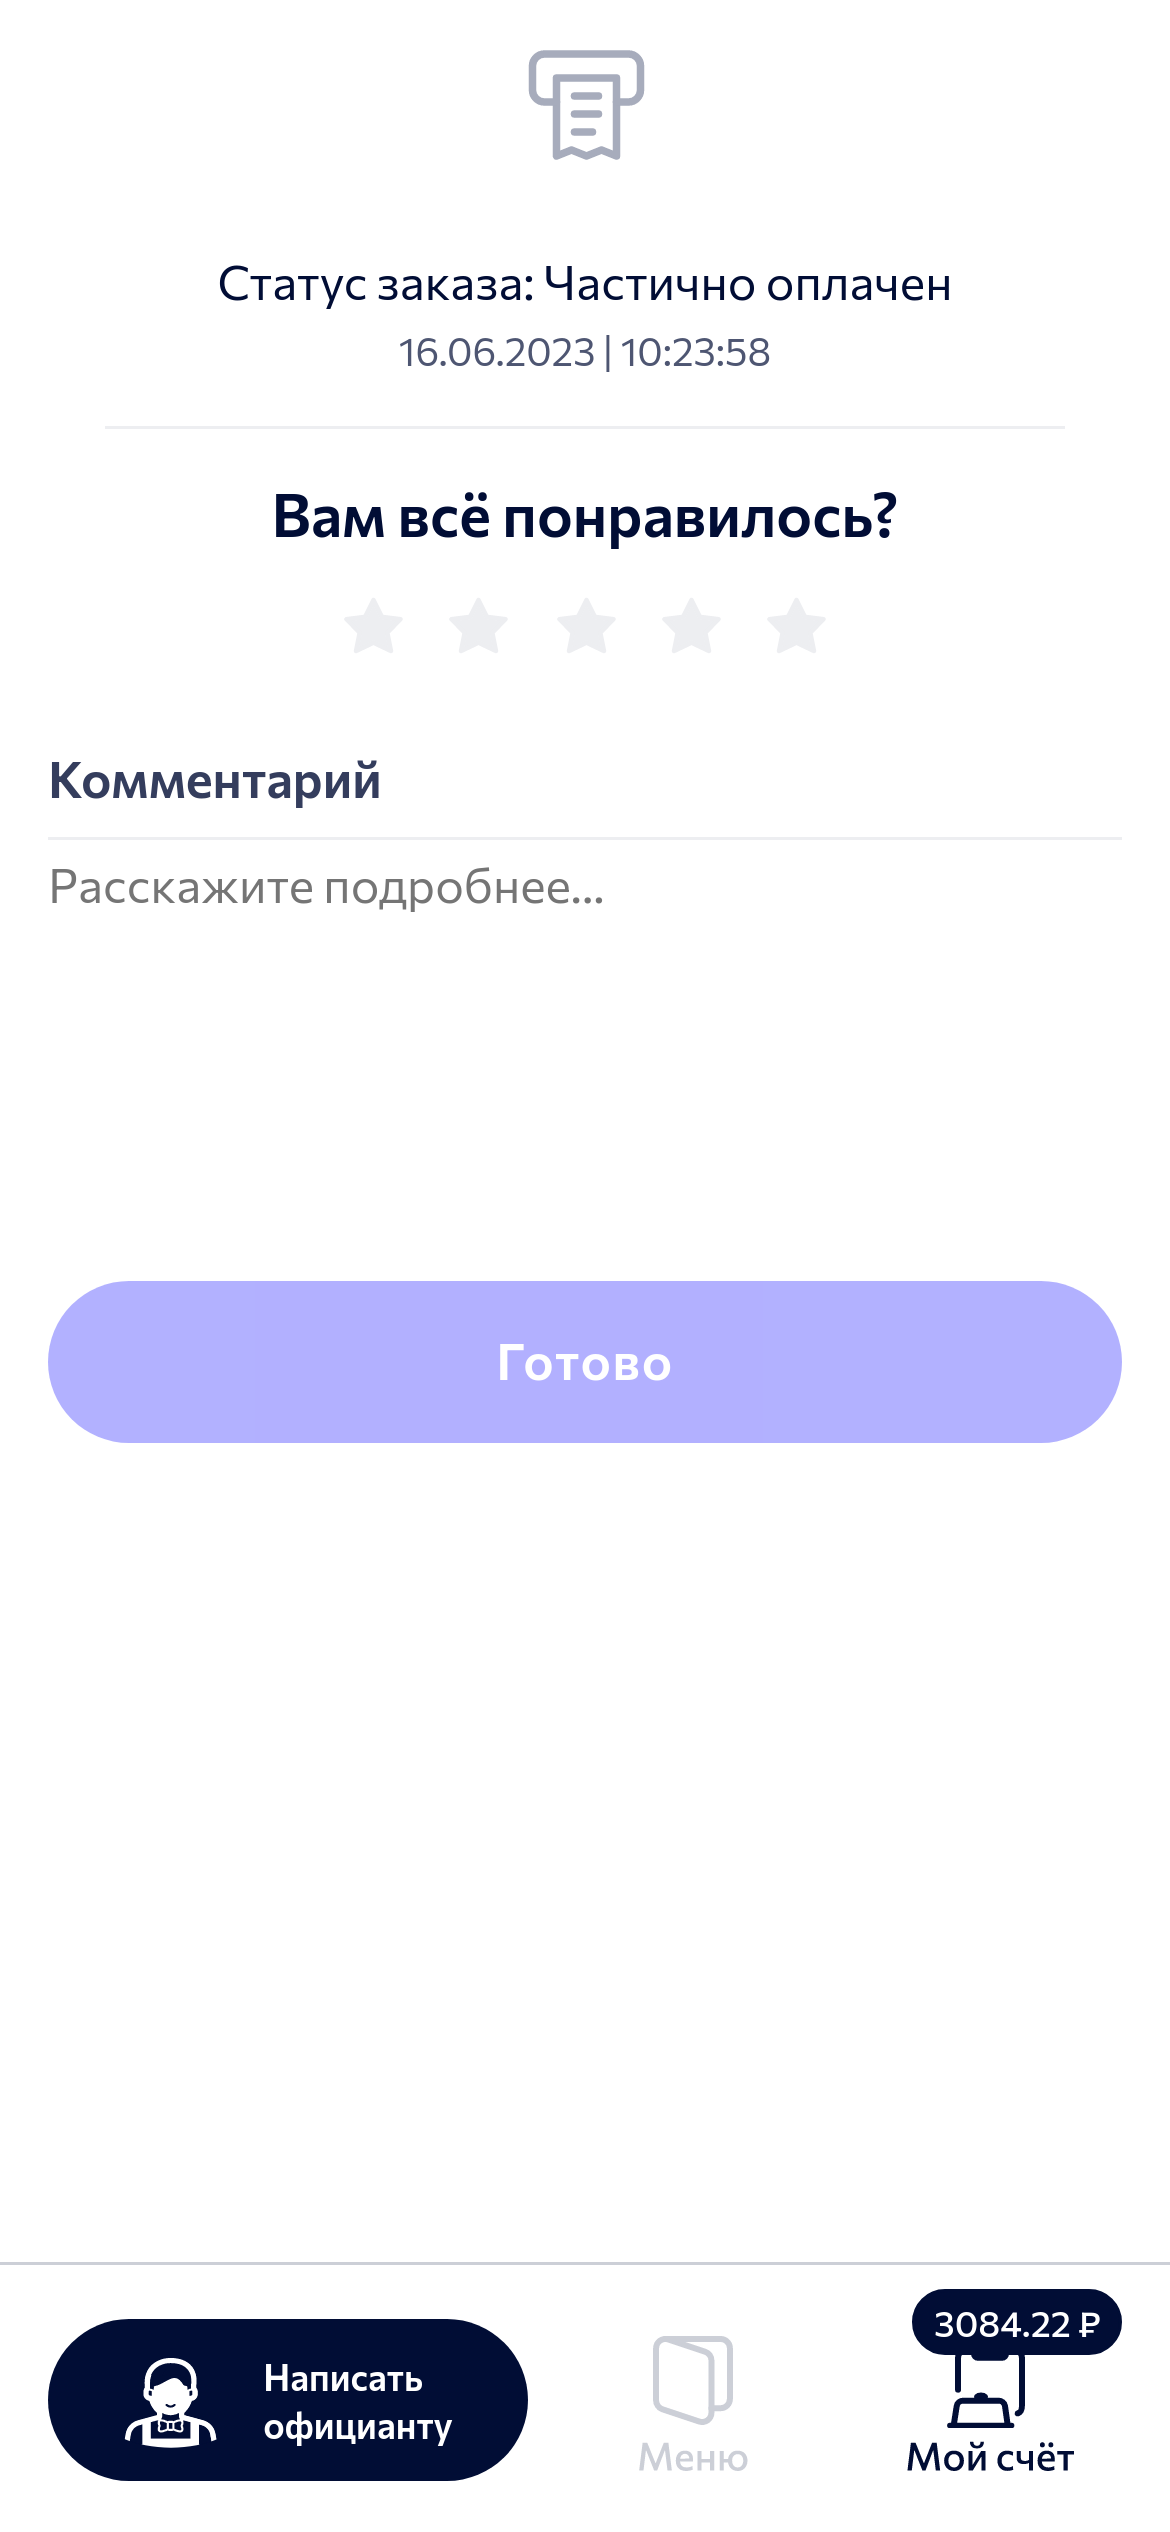 Статус заказа: Частично оплачен
16.06.2023 | 10:23:58
Вам всё понравилось?
Комментарий
Расскажите подробнее...
Готово
Написать
официанту
Меню
3084.22 ₽
Мой счёт